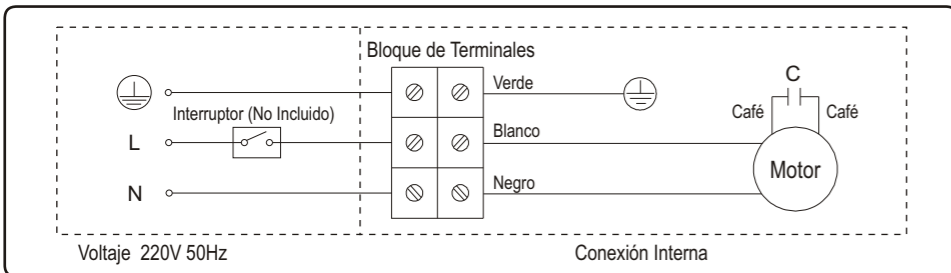 Bloque de Terminales
Verde
C
Interruptor (No Incluido)
Café
Café
L
Blanco
Motor
N
Negro
Voltaje 220V 50Hz
Conexión Interna